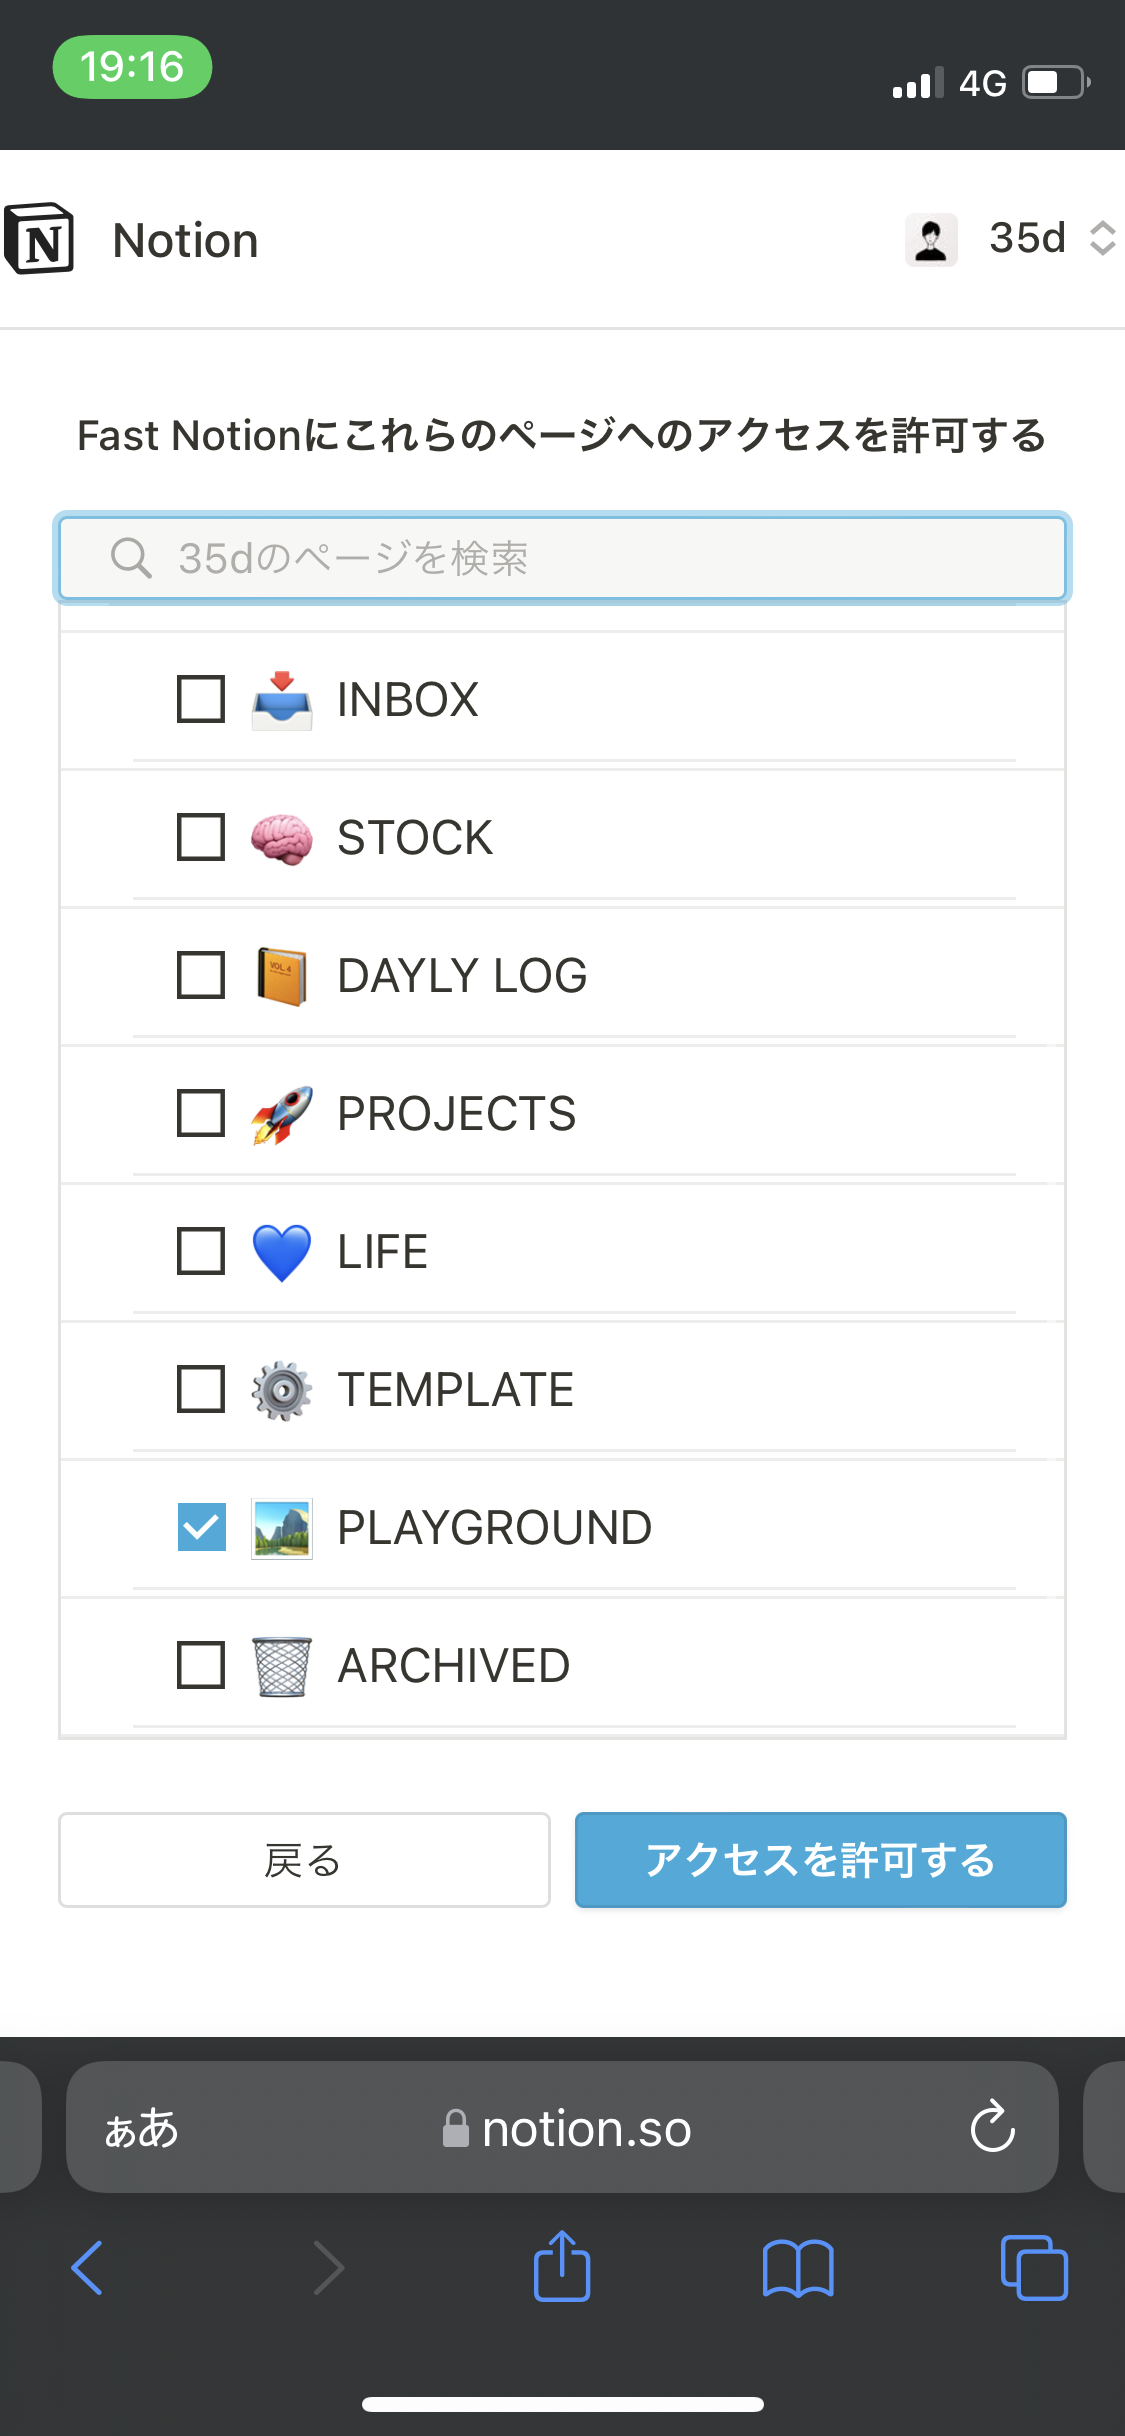 19:16
4G
Notion
35d
Fast Notionにこれらのページへのアクセスを許可する
35dのページを検索
INBOX
STOCK
VOL. 4
DAYLY LOG
PROJECTS
LIFE
TEMPLATE
PLAYGROUND
ARCHIVED
戻る
アクセスを許可する
ぁあ
notion.so